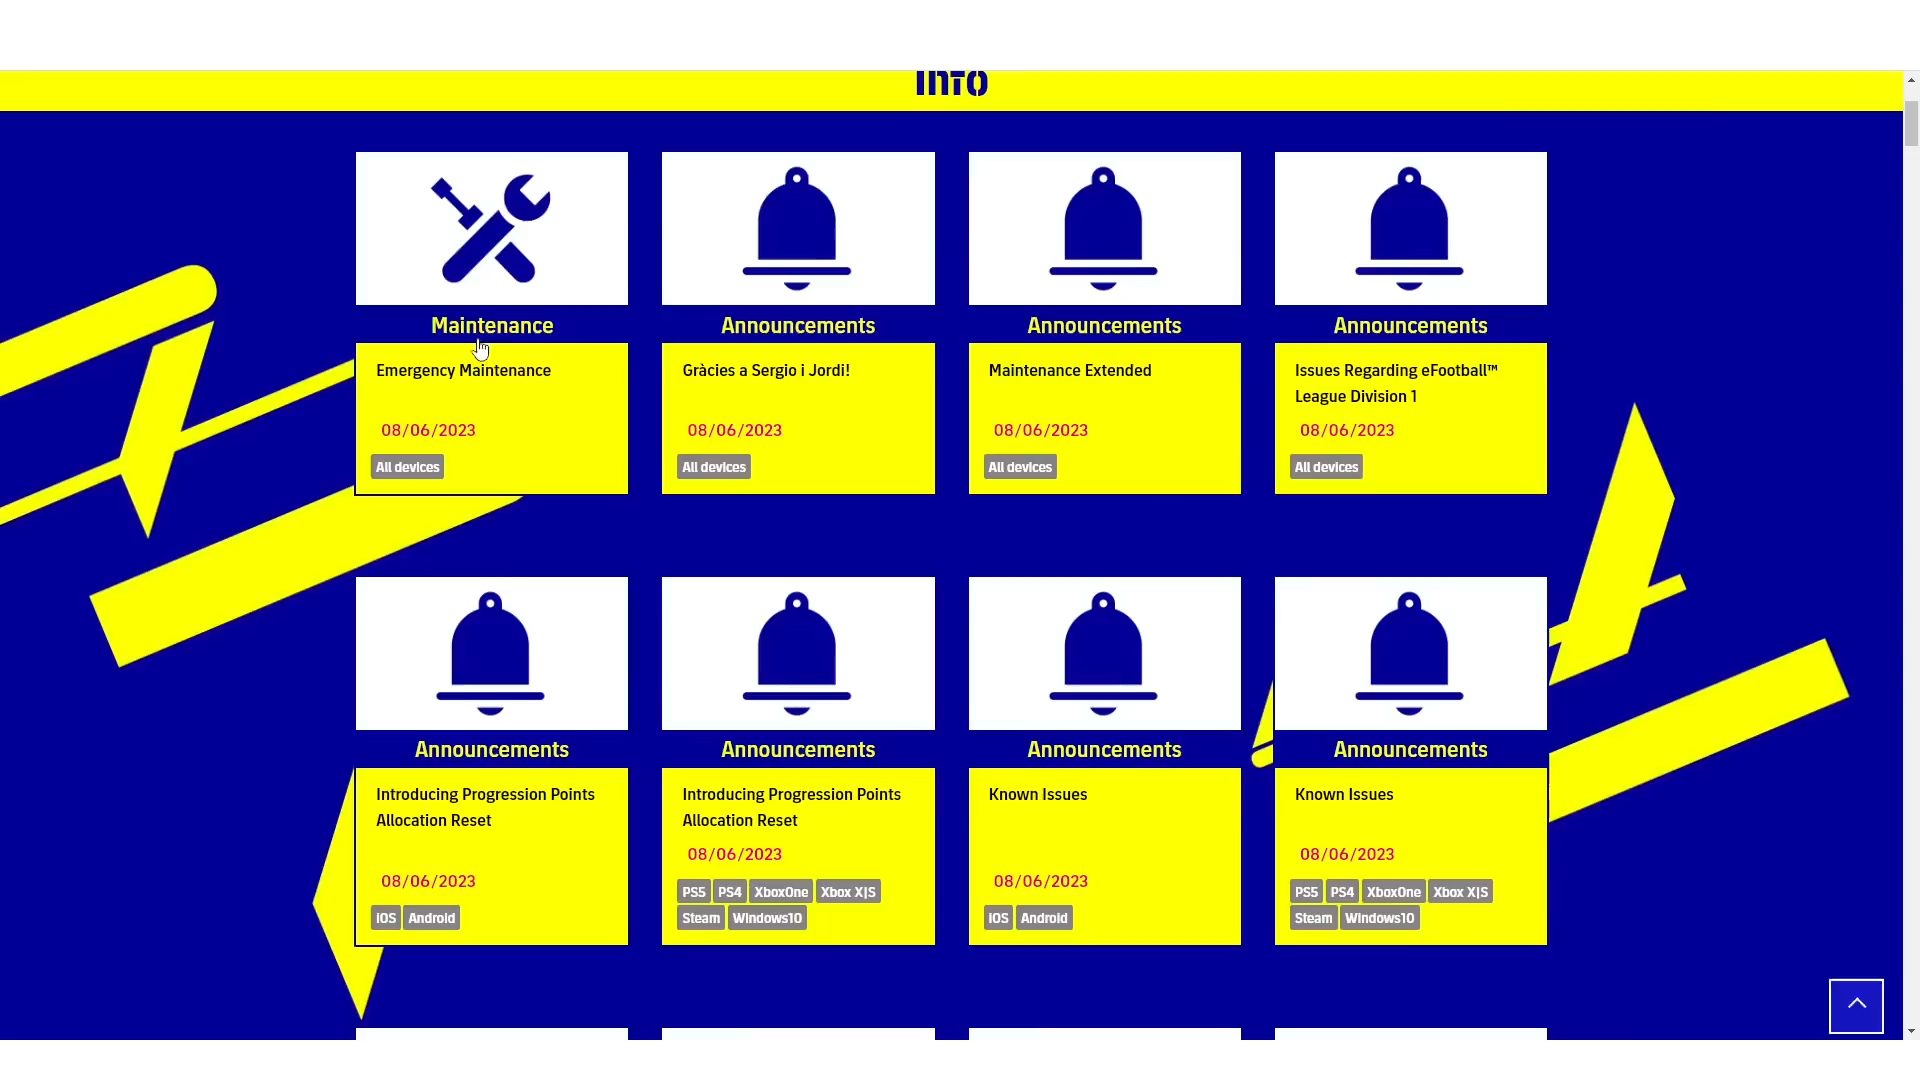 Info
Maintenance
Emergency Maintenance
08/06/2023
All devices
Announcements
Gràcies a Sergio i Jordi!
08/06/2023
All devices
Announcements
Maintenance Extended
08/06/2023
All devices
Announcements
Issues Regarding eFootball™
League Division 1
08/06/2023
All devices
Announcements
Introducing Progression Points
Allocation Reset
08/06/2023
iOS Android
Announcements
Introducing Progression Points
Allocation Reset
08/06/2023
PS5 PS4 XboxOne Xbox X|S
Steam Windows10
Announcements
Known Issues
08/06/2023
iOS Android
Announcements
Known Issues
08/06/2023
PS5 PS4 XboxOne Xbox X|S
Steam Windows10